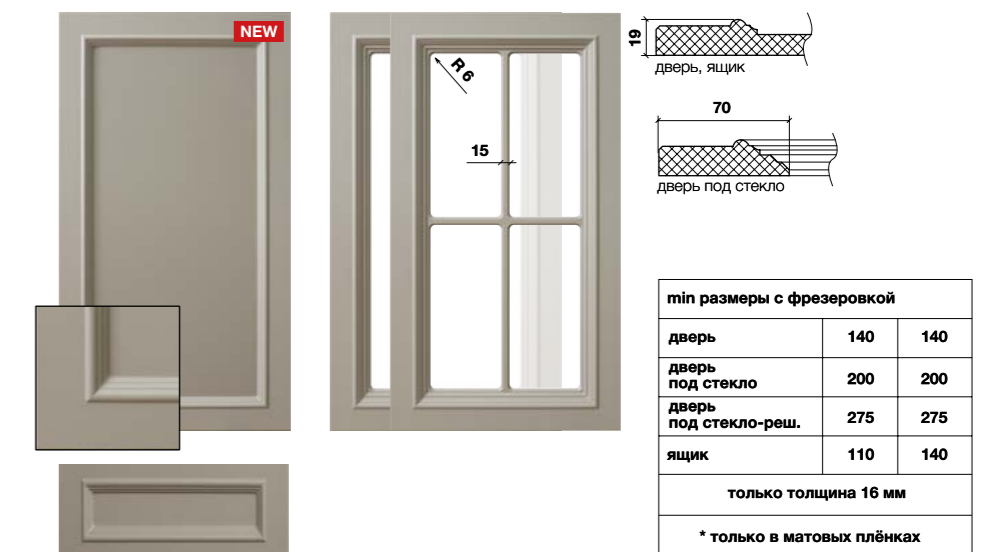 NEW
R 6
15
19
дверь, ящик
70
дверь под стекло
min размеры с фрезеровкой
дверь 140 140
дверь
под стекло 200 200
дверь
под стекло-реш. 275 275
ящик 110 140
только толщина 16 мм
* только в матовых плёнках